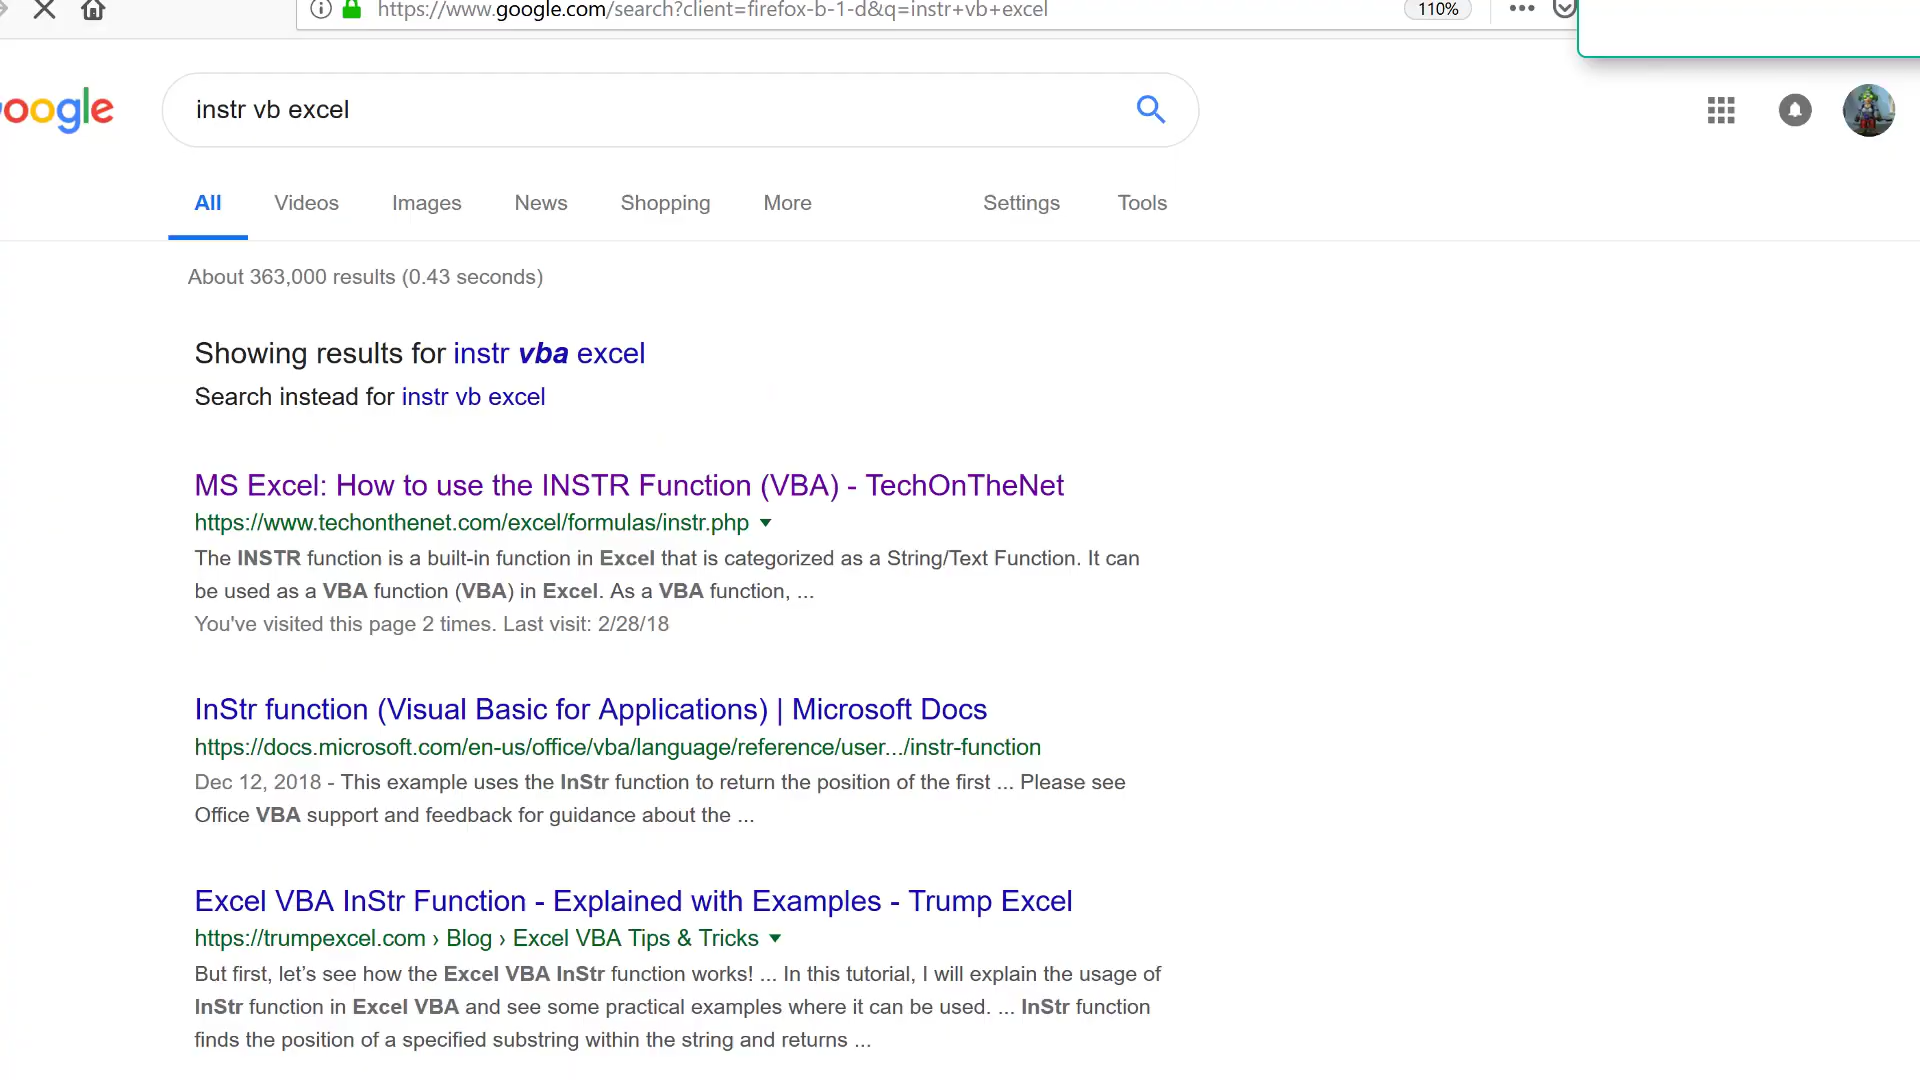 https://www.google.com/search?client=firefox-b-1-d&q=instr+vb+excel
110%
oogle
instr vb excel
All
Videos
Images
News
Shopping
More
Settings
Tools
About 363,000 results (0.43 seconds)
Showing results for instr vba excel
Search instead for instr vb excel
MS Excel: How to use the INSTR Function (VBA) - TechOnTheNet
https://www.techonthenet.com/excel/formulas/instr.php
The INSTR function is a built-in function in Excel that is categorized as a String/Text Function. It can
be used as a VBA function (VBA) in Excel. As a VBA function, ...
You've visited this page 2 times. Last visit: 2/28/18
InStr function (Visual Basic for Applications) | Microsoft Docs
https://docs.microsoft.com/en-us/office/vba/language/reference/user.../instr-function
Dec 12, 2018 - This example uses the InStr function to return the position of the first ... Please see
Office VBA support and feedback for guidance about the ...
Excel VBA InStr Function - Explained with Examples - Trump Excel
https://trumpexcel.com › Blog › Excel VBA Tips & Tricks
But first, let’s see how the Excel VBA InStr function works! ... In this tutorial, I will explain the usage of
InStr function in Excel VBA and see some practical examples where it can be used. ... InStr function
finds the position of a specified substring within the string and returns ...